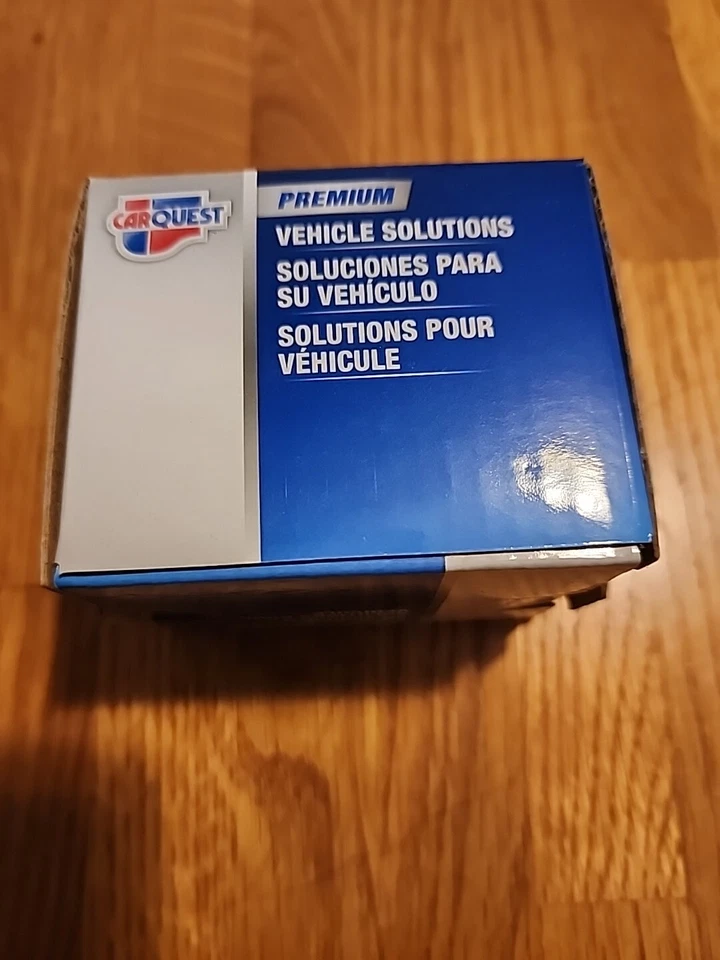 CARQUEST
PREMIUM
VEHICLE SOLUTIONS
SOLUCIONES PARA
SU VEHÍCULO
SOLUTIONS POUR
VÉHICULE